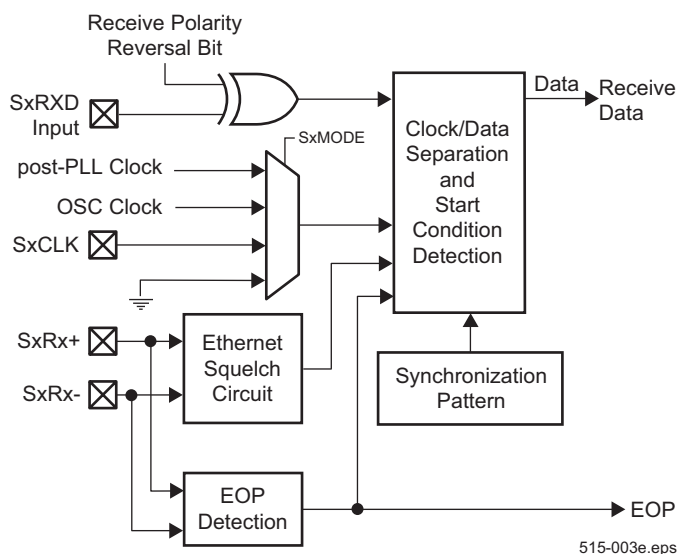 Receive Polarity
Reversal Bit
SxRXD
Input
Data
Receive
Data
Clock/Data
Separation
and
Start
Condition
Detection
SxMODE
post-PLL Clock
OSC Clock
SxCLK
SxRx+
SxRx-
Ethernet
Squelch
Circuit
Synchronization
Pattern
EOP
Detection
EOP
515-003e.eps